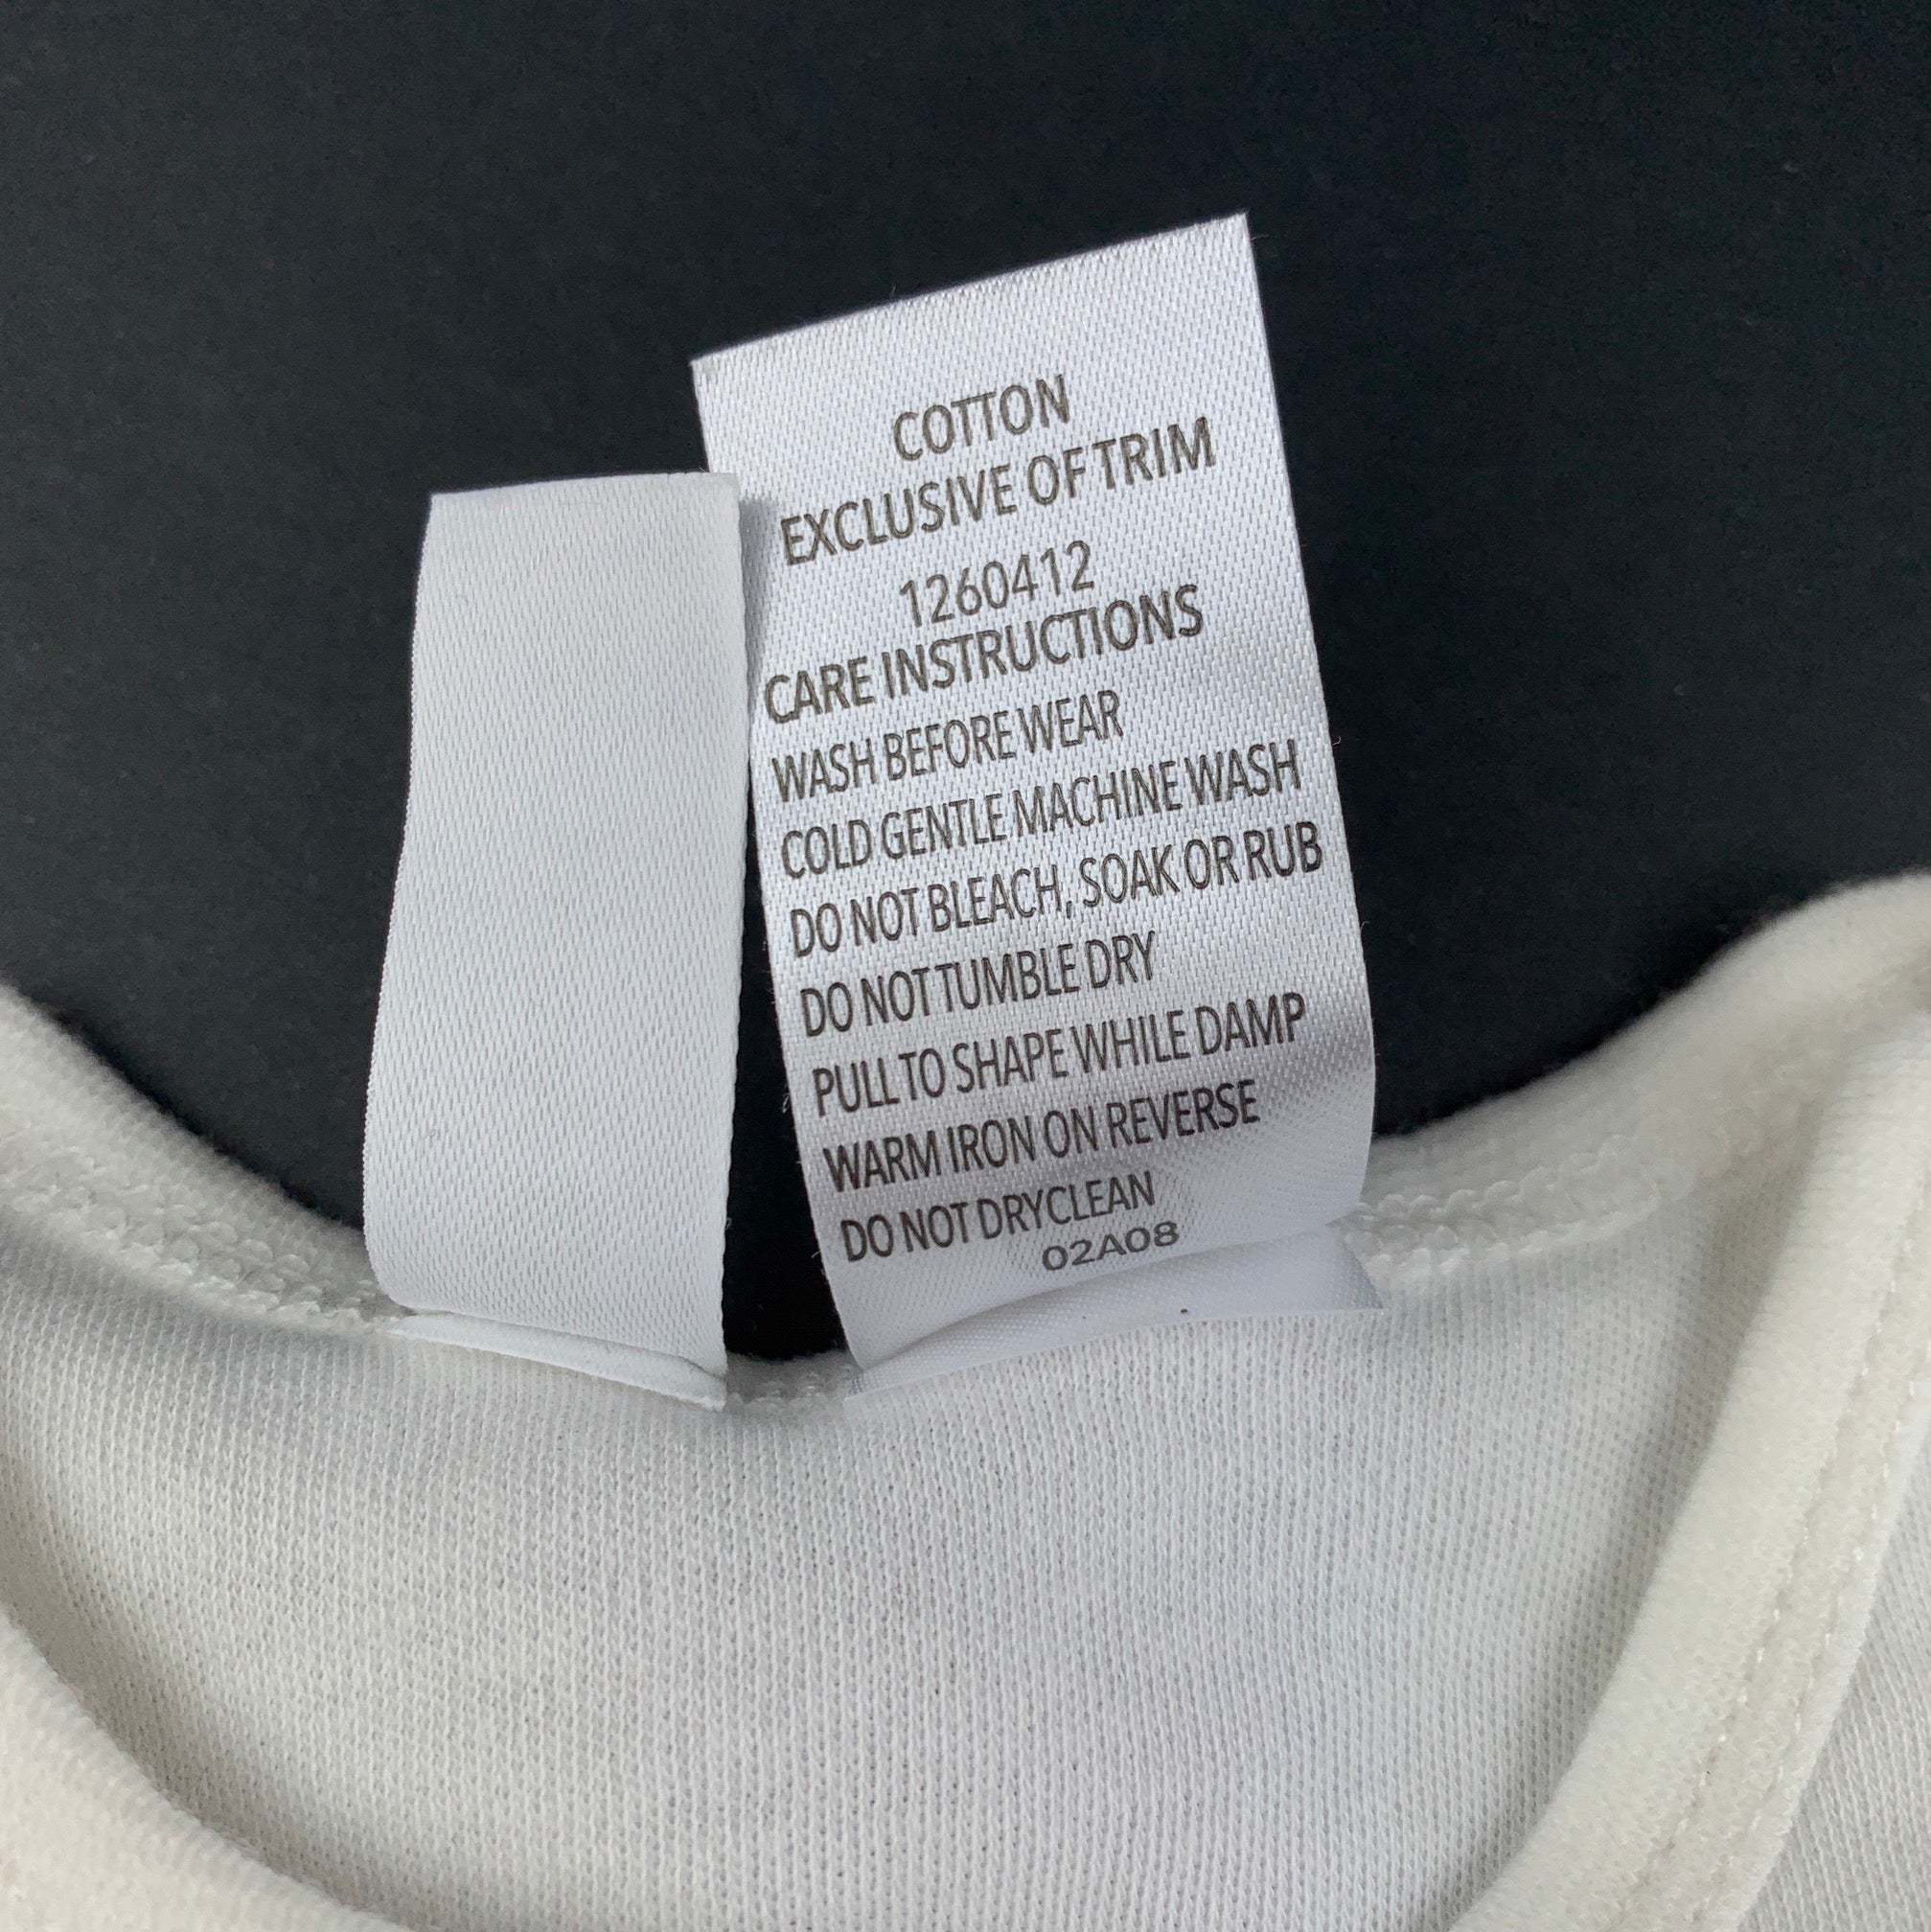 COTTON
EXCLUSIVE OF TRIM
1260412
CARE INSTRUCTIONS
WASH BEFORE WEAR
COLD GENTLE MACHINE WASH
DO NOT BLEACH, SOAK OR RUB
DO NOT TUMBLE DRY
PULL TO SHAPE WHILE DAMP
WARM IRON ON REVERSE
DO NOT DRYCLEAN
02A08